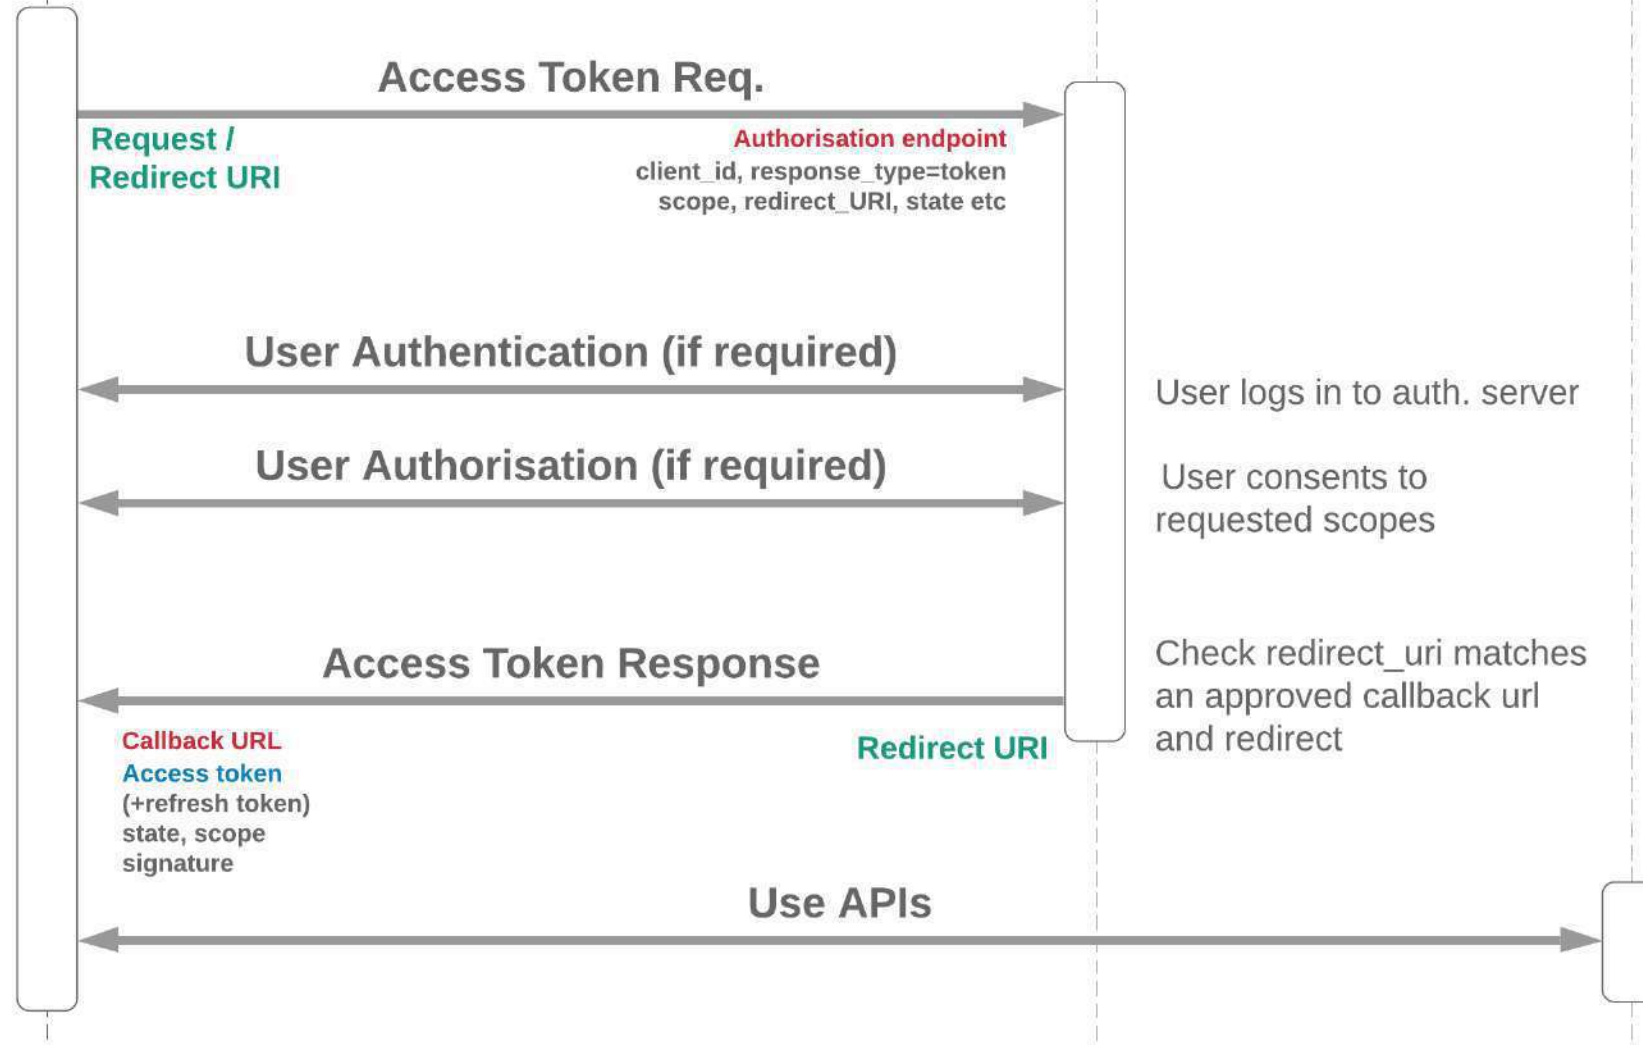 Access Token Req.
Request /
Redirect URI
Authorisation endpoint
client_id, response_type=token
scope, redirect_URI, state etc
User Authentication (if required)
User logs in to auth. server
User Authorisation (if required)
User consents to
requested scopes
Access Token Response
Check redirect_uri matches
an approved callback url
and redirect
Callback URL
Access token
(+refresh token)
state, scope
signature
Redirect URI
Use APIs